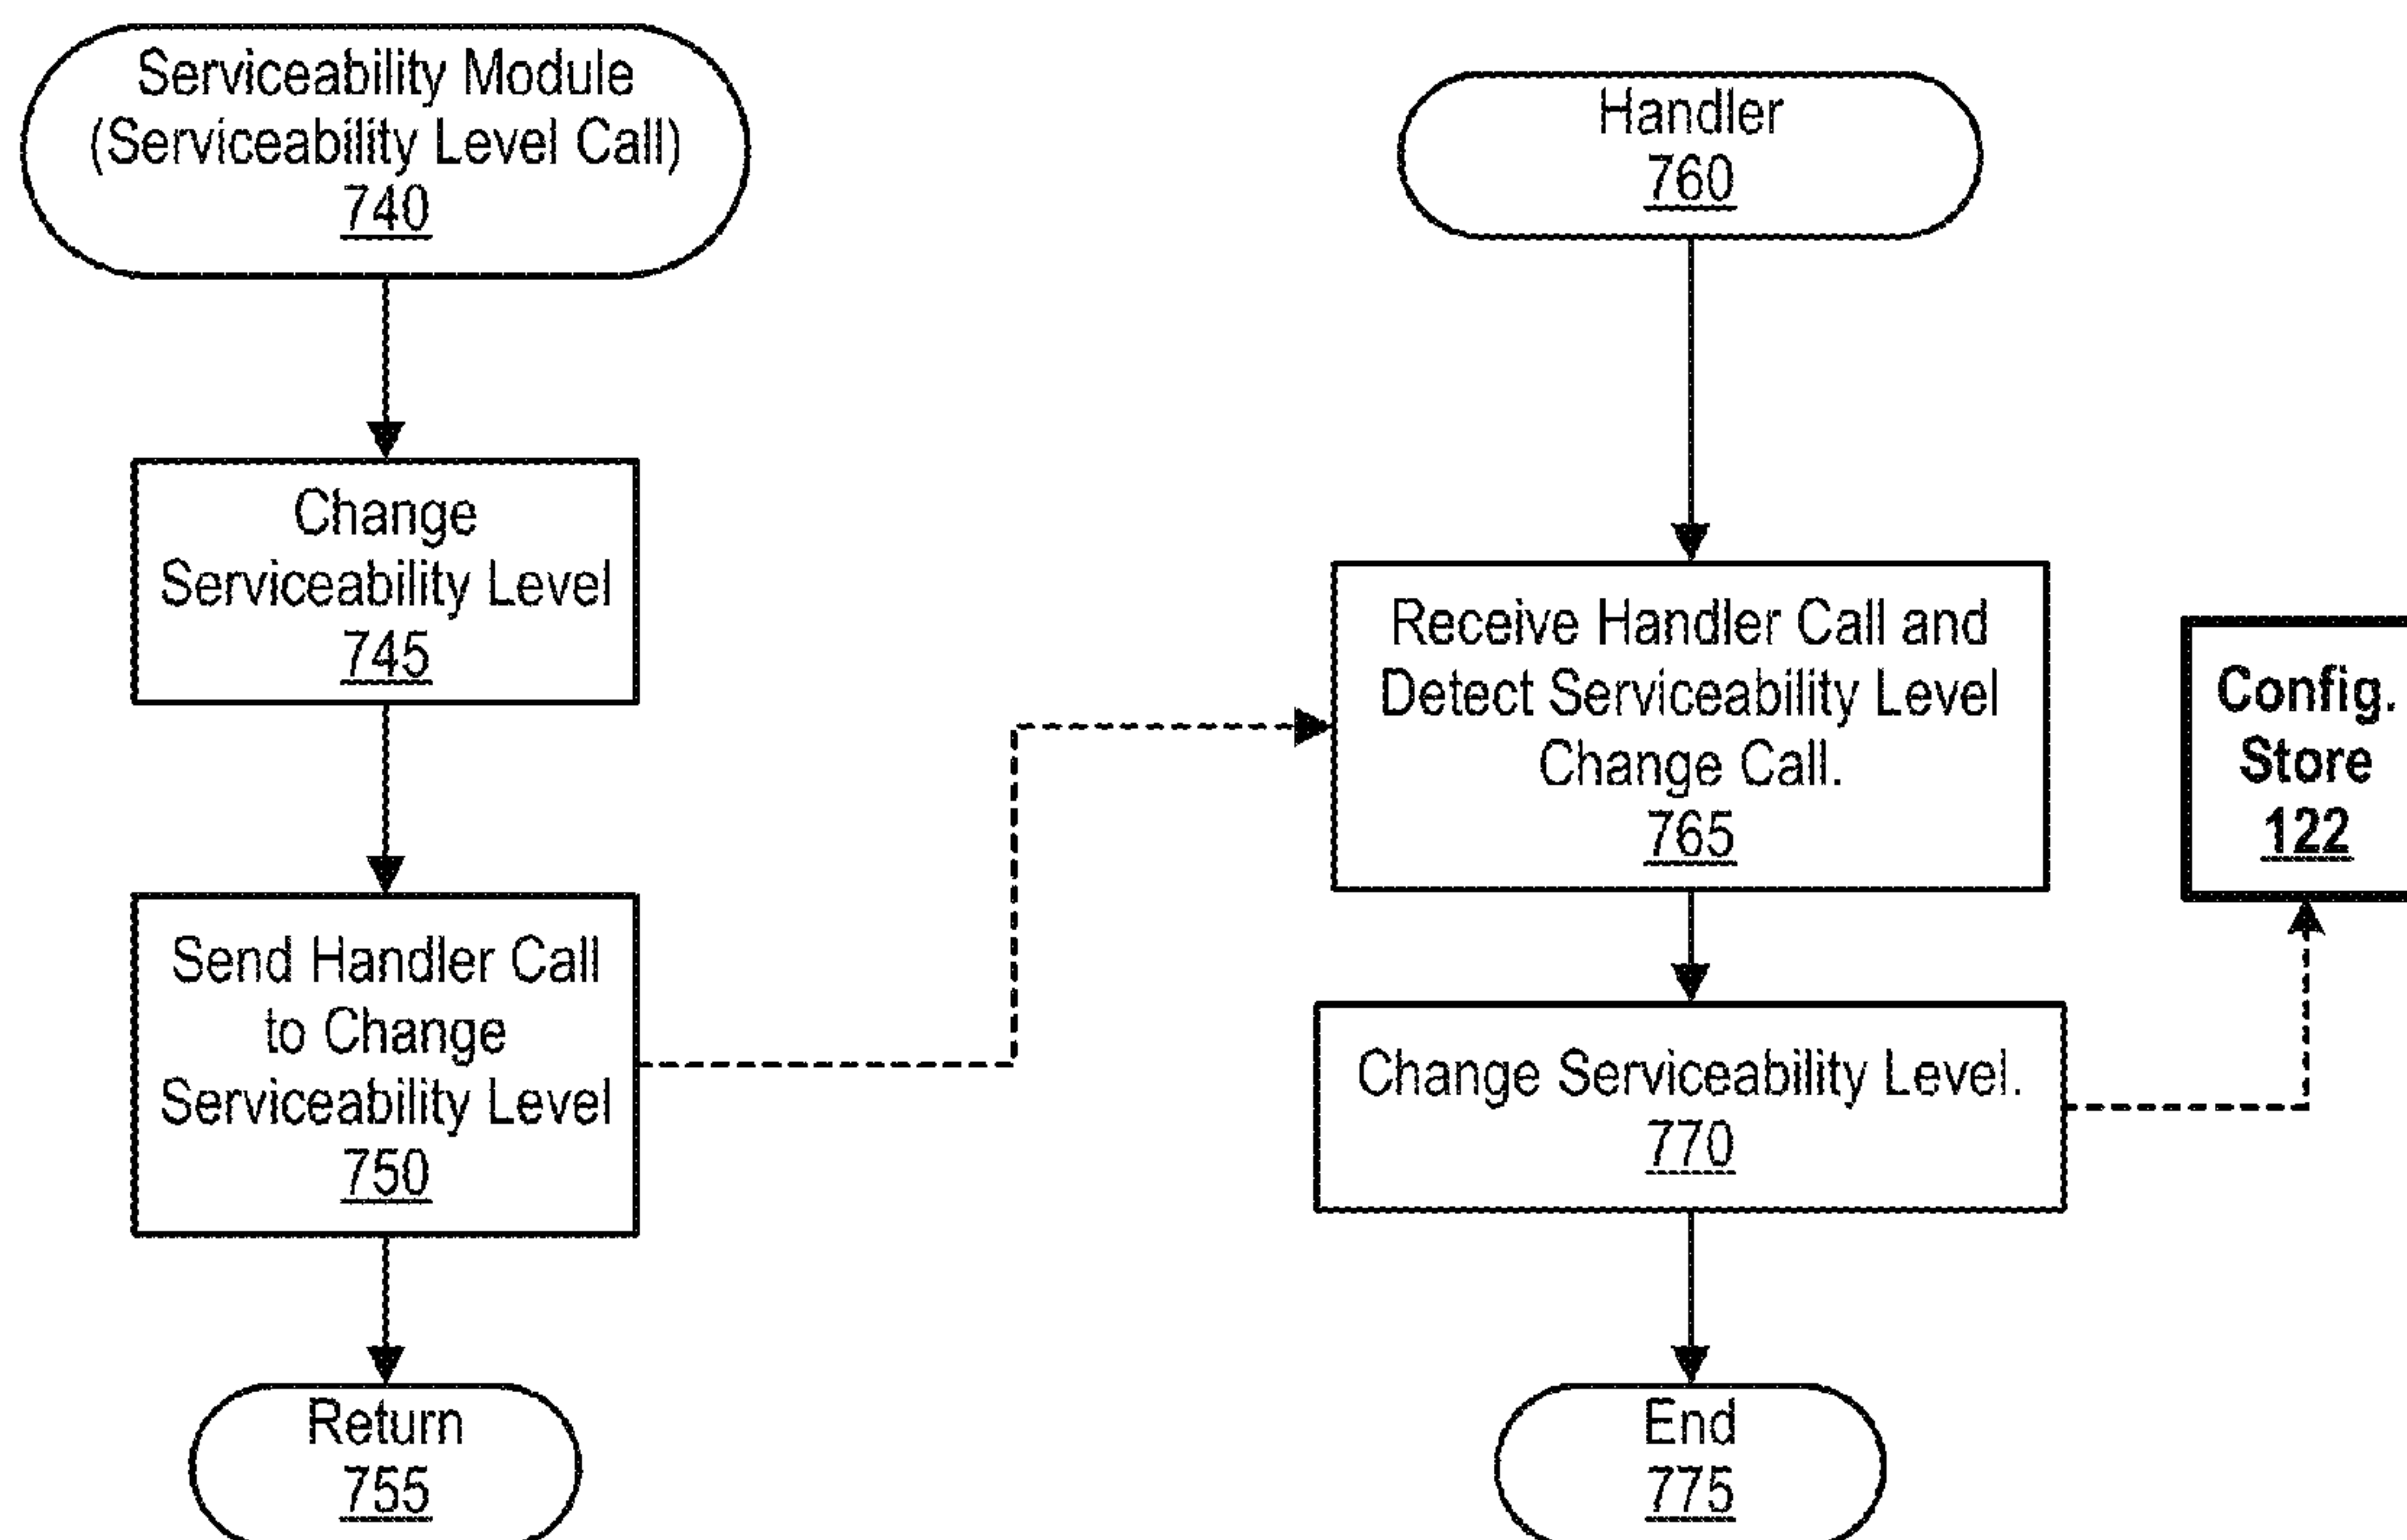 Serviceability Module
(Serviceability Level Call)
740
Change
Serviceability Level
745
Send Handler Call
to Change
Serviceability Level
750
Return
755
Handler
760
Receive Handler Call and
Detect Serviceability Level
Change Call.
765
Change Serviceability Level.
770
End
775
Config.
Store
122